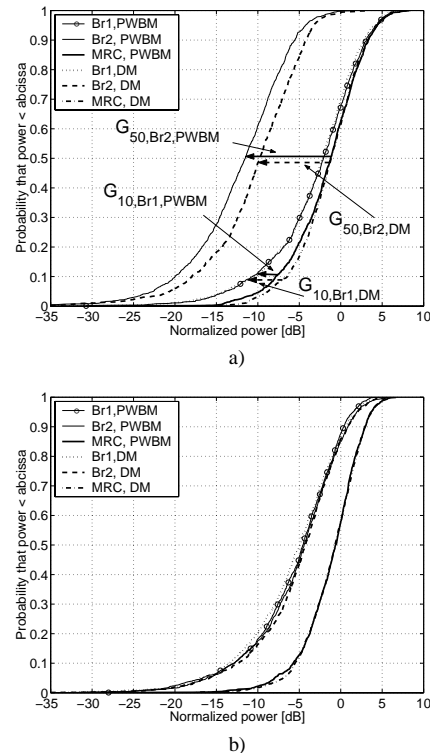 1
0.9
0.8
0.7
0.6
0.5
0.4
0.3
0.2
0.1
0
Probability that power < abcissa
Br1,PWBM
Br2, PWBM
MRC, PWBM
Br1,DM
Br2, DM
MRC, DM
G50,Br2,PWBM
G10,Br1,PWBM
G50,Br2,DM
G10,Br1,DM
−35 −30 −25 −20 −15 −10 −5 0 5 10
Normalized power [dB]
a)
1
0.9
0.8
0.7
0.6
0.5
0.4
0.3
0.2
0.1
0
Probability that power < abcissa
Br1,PWBM
Br2, PWBM
MRC, PWBM
Br1,DM
Br2, DM
MRC, DM
−35 −30 −25 −20 −15 −10 −5 0 5 10
Normalized power [dB]
b)